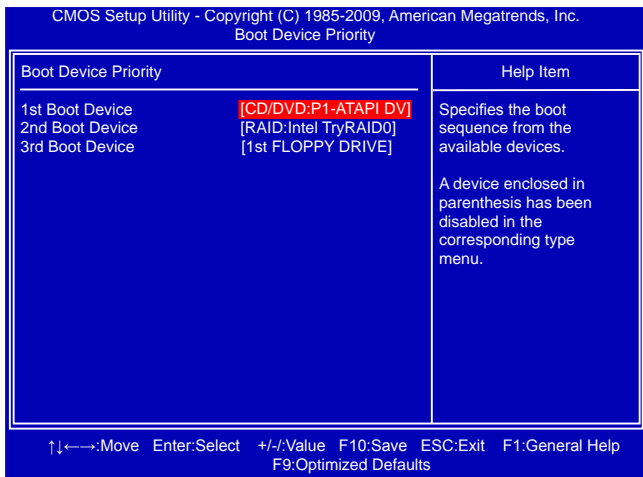 CMOS Setup Utility - Copyright (C) 1985-2009, American Megatrends, Inc.
Boot Device Priority
Boot Device Priority
Help Item
1st Boot Device [CD/DVD:P1-ATAPI DV]
2nd Boot Device [RAID:Intel TryRAID0]
3rd Boot Device [1st FLOPPY DRIVE]
Specifies the boot
sequence from the
available devices.
A device enclosed in
parenthesis has been
disabled in the
corresponding type
menu.
↑↓←→:Move Enter:Select +/-/:Value F10:Save ESC:Exit F1:General Help
F9:Optimized Defaults